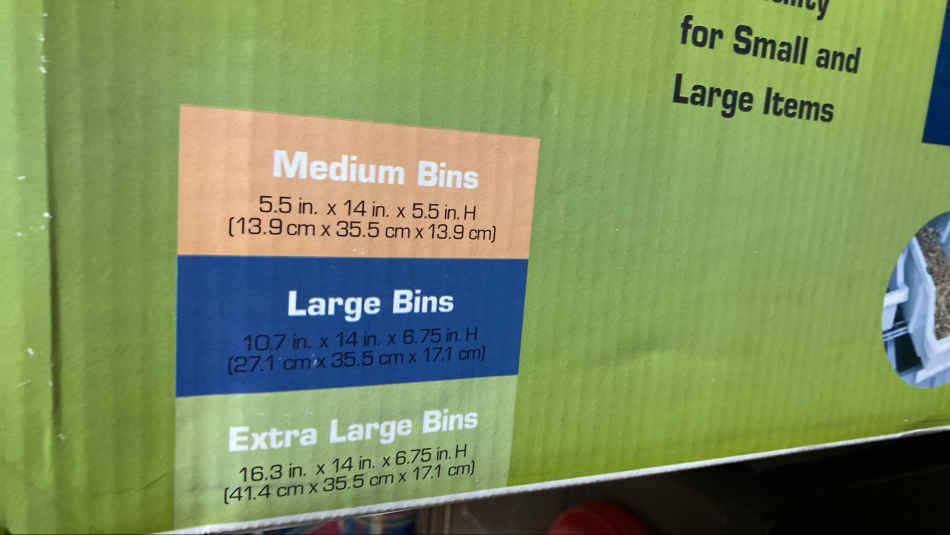 for Small and
Large Items
Medium Bins
5.5 in. x 14 in. x 5.5 in. H
(13.9 cm x 35.5 cm x 13.9 cm)
Large Bins
10.7 in. x 14 in. x 6.75 in. H
(27.1 cm x 35.5 cm x 17.1 cm)
Extra Large Bins
16.3 in. x 14 in. x 6.75 in. H
(41.4 cm x 35.5 cm x 17.1 cm)